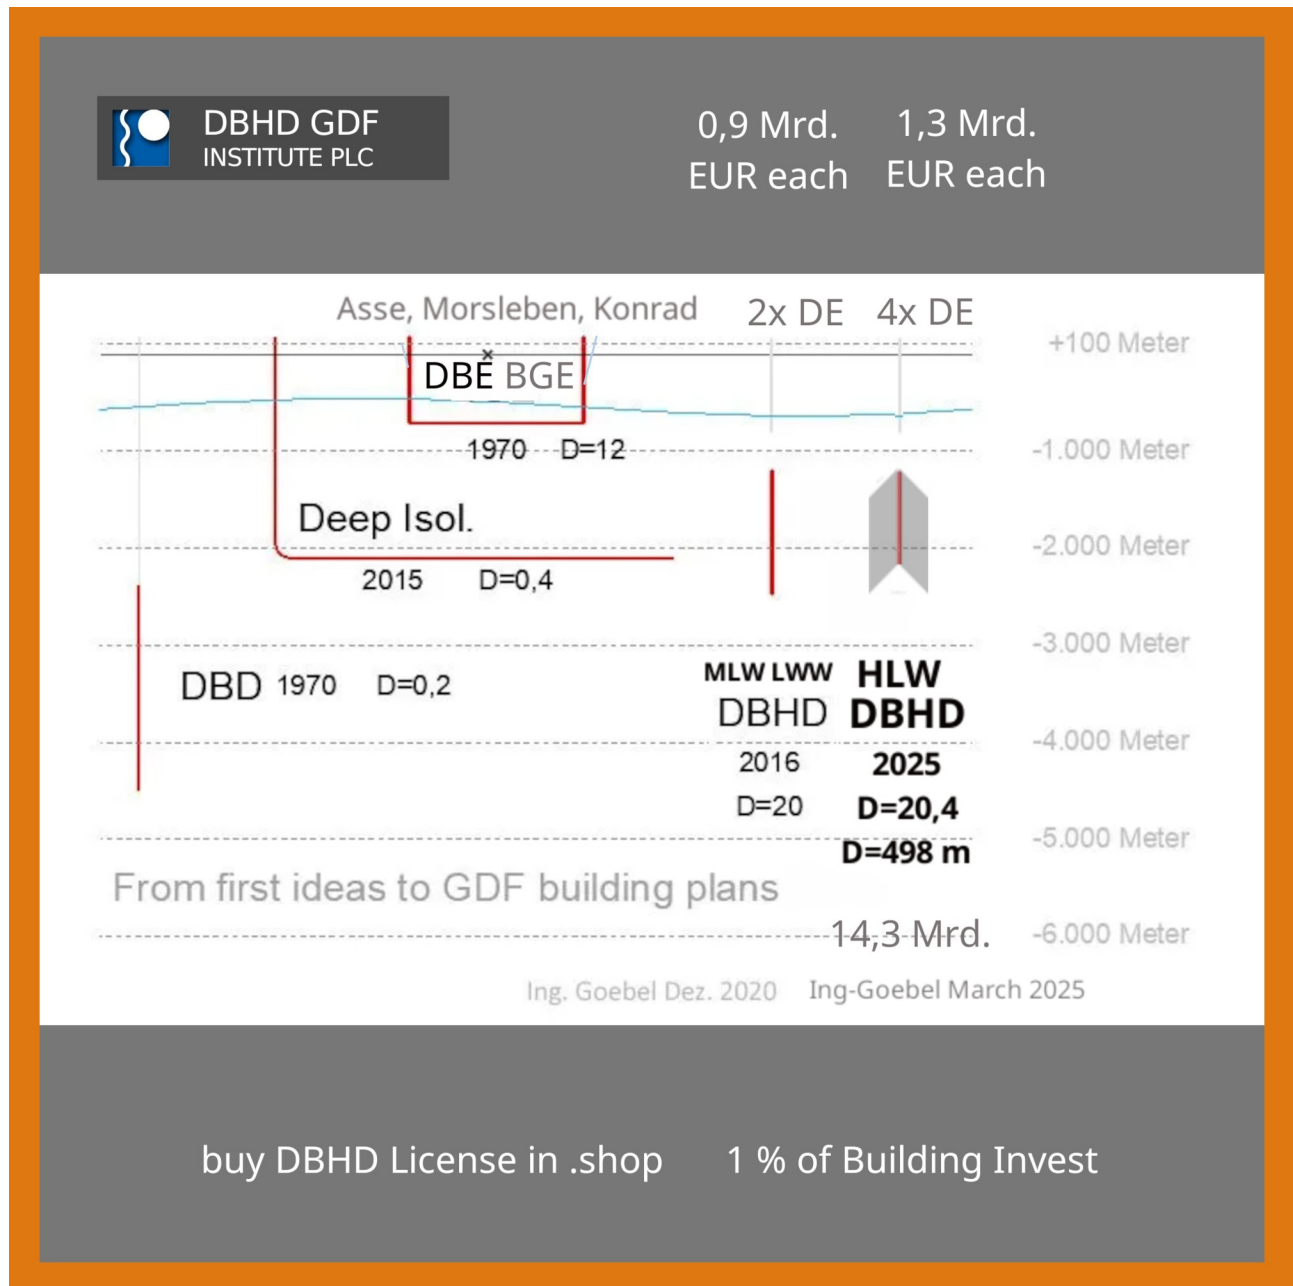 DBHD GDF
INSTITUTE PLC
0,9 Mrd.
EUR each
1,3 Mrd.
EUR each
Asse, Morsleben, Konrad
2x DE
4x DE
+100 Meter
DBE BGE
1970 D=12
-1.000 Meter
Deep Isol.
-2.000 Meter
2015 D=0,4
-3.000 Meter
DBD 1970 D=0,2
MLW LWW
DBHD
2016
D=20
HLW
DBHD
2025
D=20,4
D=498 m
-4.000 Meter
-5.000 Meter
From first ideas to GDF building plans
14,3 Mrd.
-6.000 Meter
Ing. Goebel Dez. 2020
Ing-Goebel March 2025
buy DBHD License in .shop
1 % of Building Invest